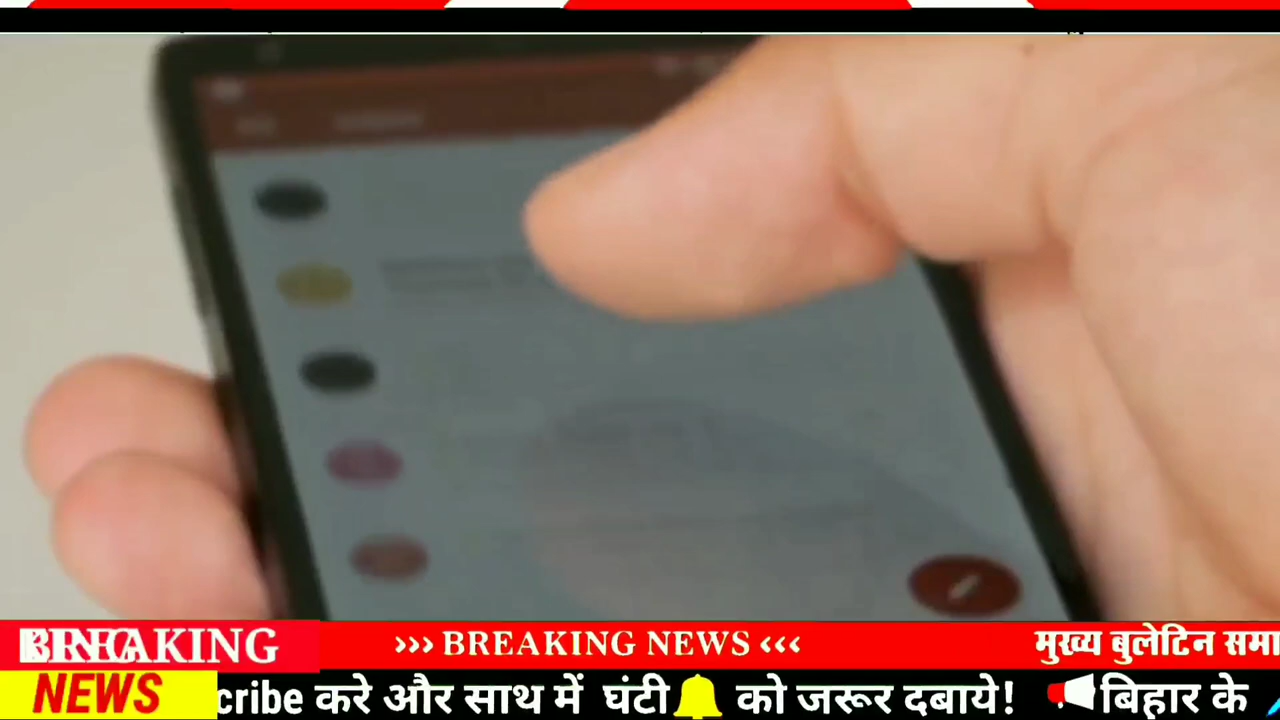 BREAKING
NEWS
››› BREAKING NEWS ‹‹‹ मुख्य बुलेटिन समा
cribe करे और साथ में घंटी🔔 को जरूर दबाये! 📢 बिहार के